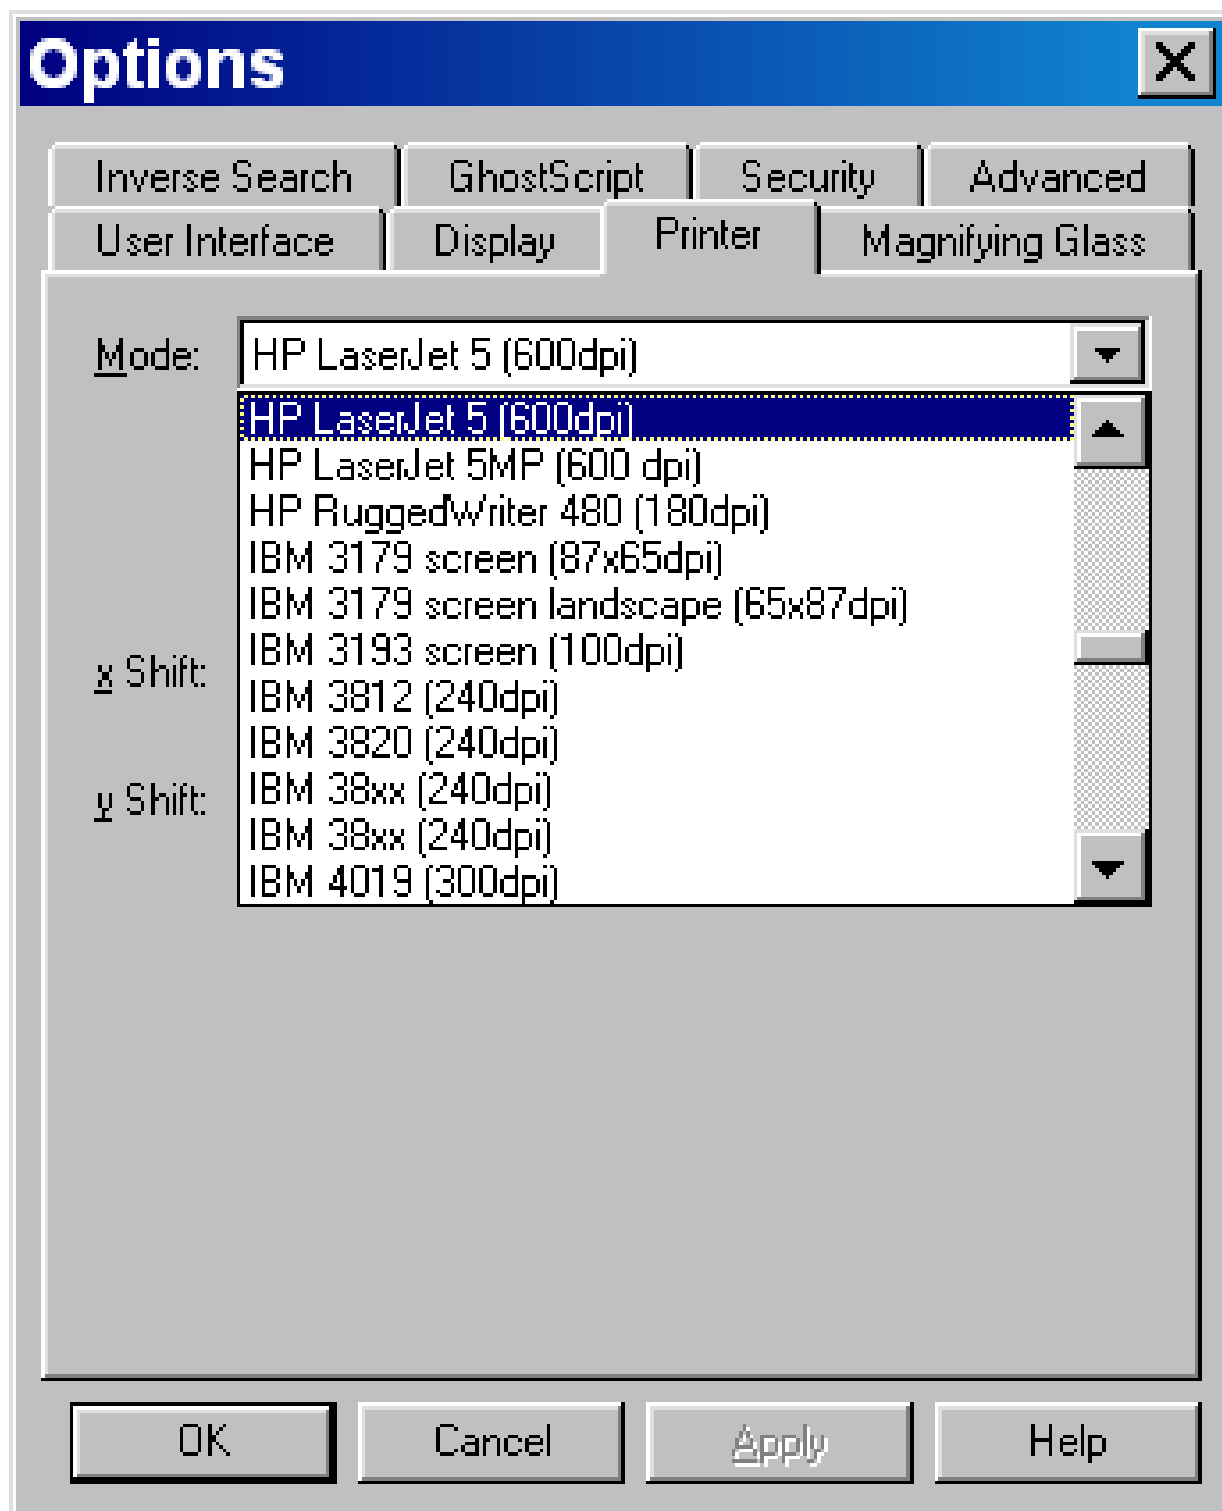 Options
Inverse Search GhostScript Security Advanced
User Interface Display Printer Magnifying Glass
Mode: HP LaserJet 5 (600dpi)
HP LaserJet 5 (600dpi)
HP LaserJet 5MP (600 dpi)
HP RuggedWriter 480 (180dpi)
IBM 3179 screen (87x65dpi)
IBM 3179 screen landscape (65x87dpi)
IBM 3193 screen (100dpi)
x Shift:
IBM 3812 (240dpi)
IBM 3820 (240dpi)
IBM 38xx (240dpi)
y Shift:
IBM 38xx (240dpi)
IBM 4019 (300dpi)
OK Cancel Apply Help